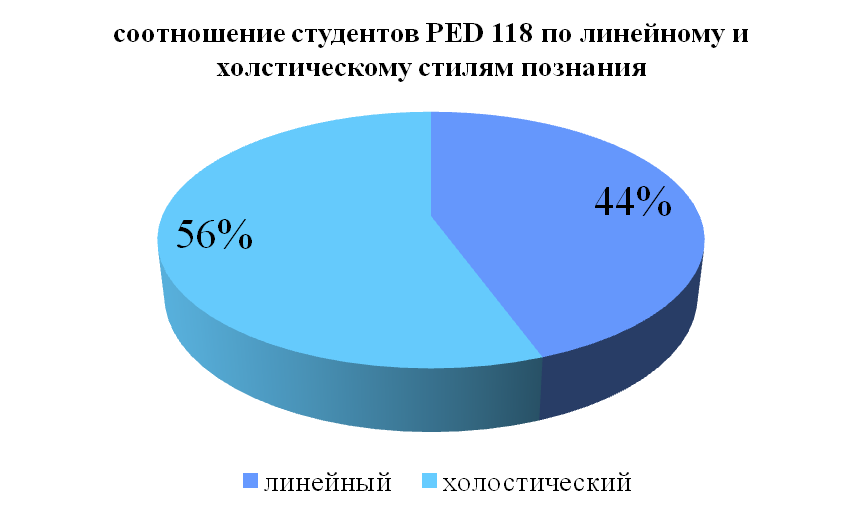 соотношение студентов PED 118 по линейному и
холстическому стилям познания
44%
56%
линейный холостический